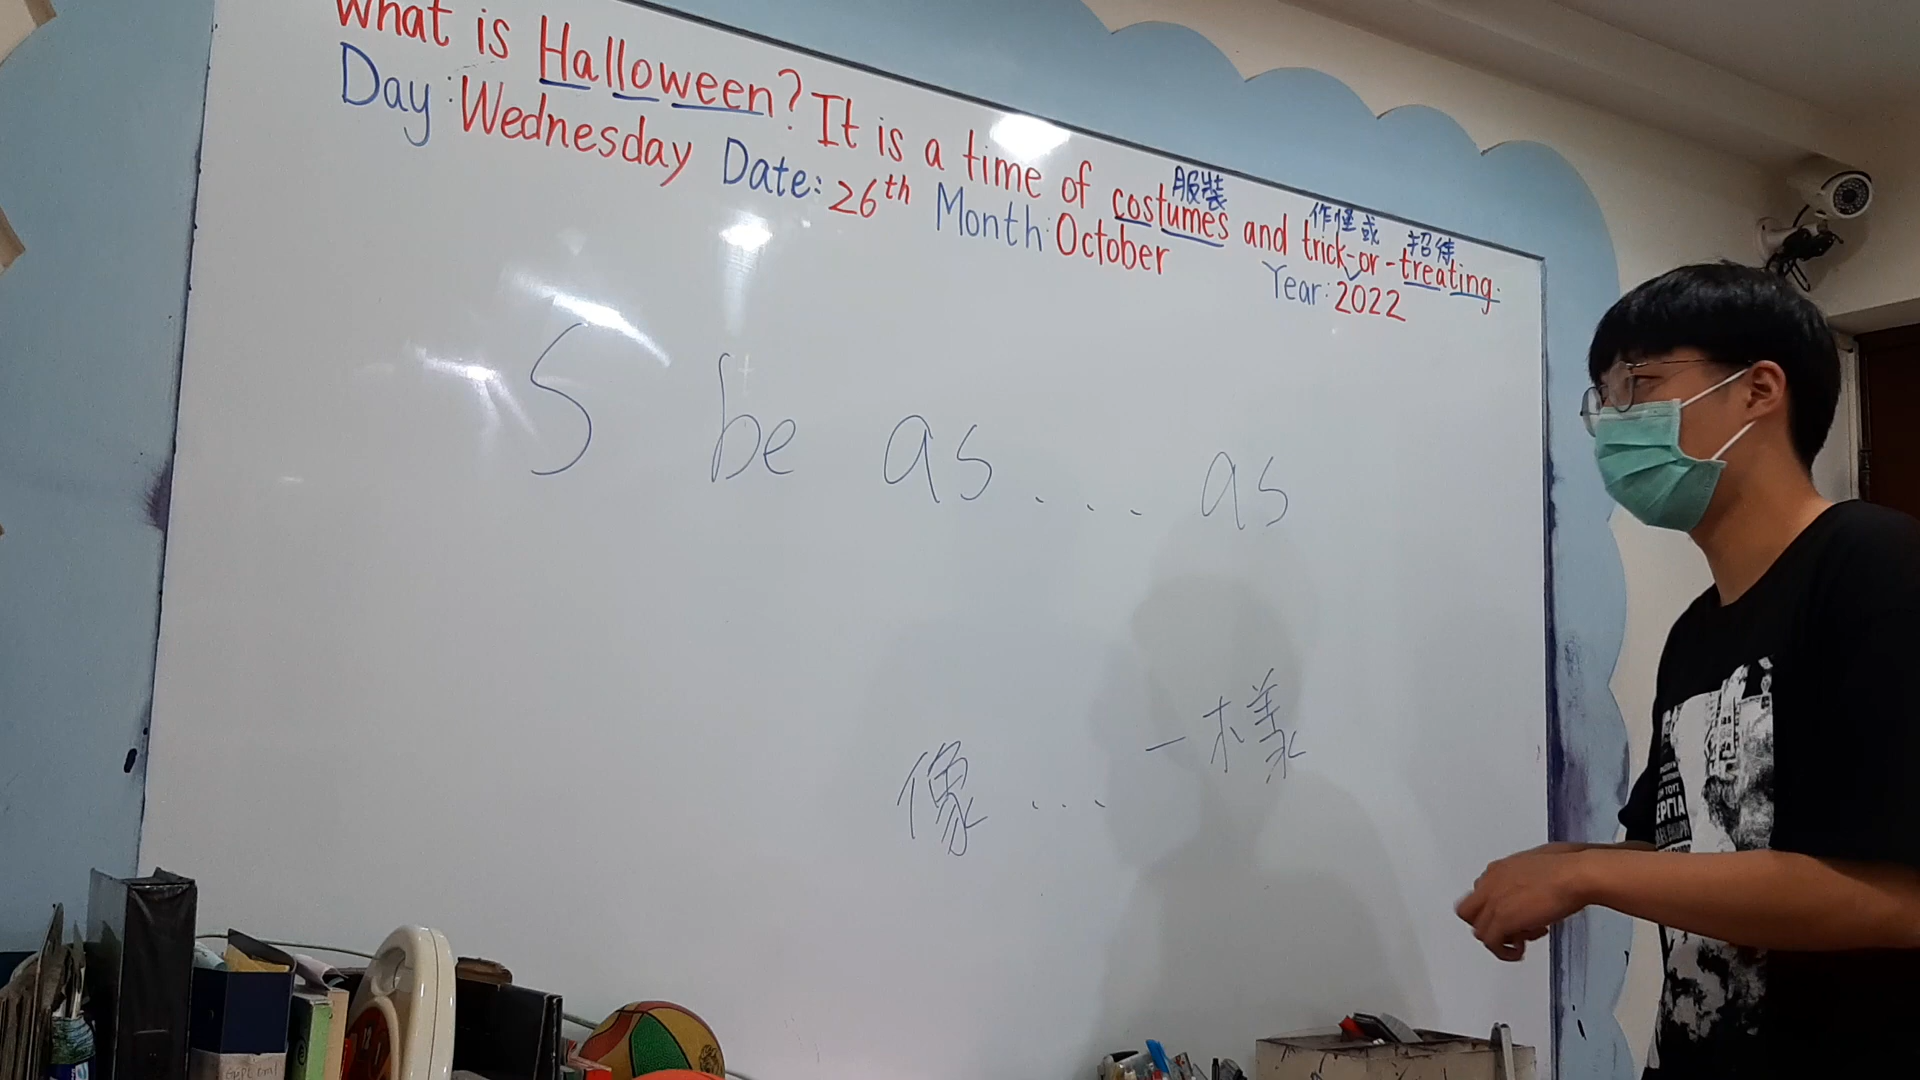 What is Halloween? It is a time of costumes and trick-or-treating.
服裝
作怪或 招待
Day: Wednesday Date: 26th Month: October Year: 2022
S be as ... as
像 ... 一樣
ΕΡΓΙΑ